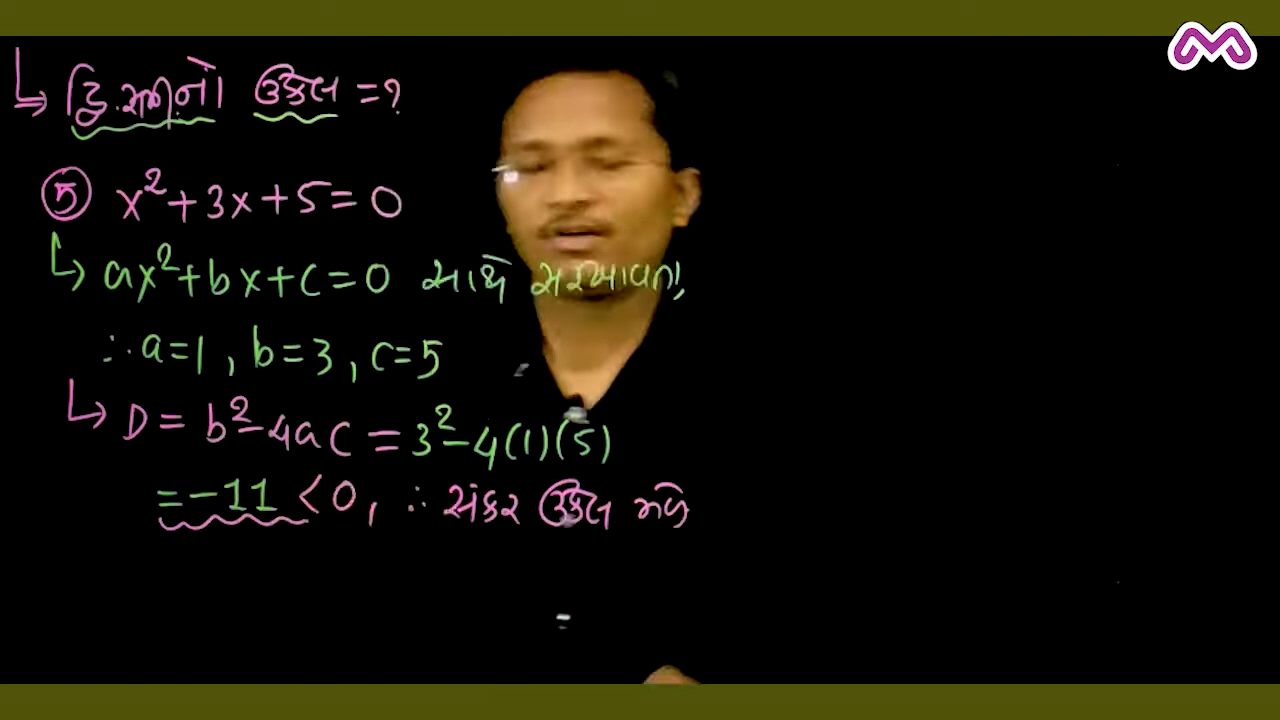 ↳ દ્વિ.સમી.નો ઉકેલ = ?
⑤ x² + 3x + 5 = 0
↳ ax² + bx + c = 0 સાથે સરખાવતા,
∴ a = 1, b = 3, c = 5
↳ D = b² - 4ac = 3² - 4(1)(5)
= -11 < 0, ∴ સંકર ઉકેલ મળે